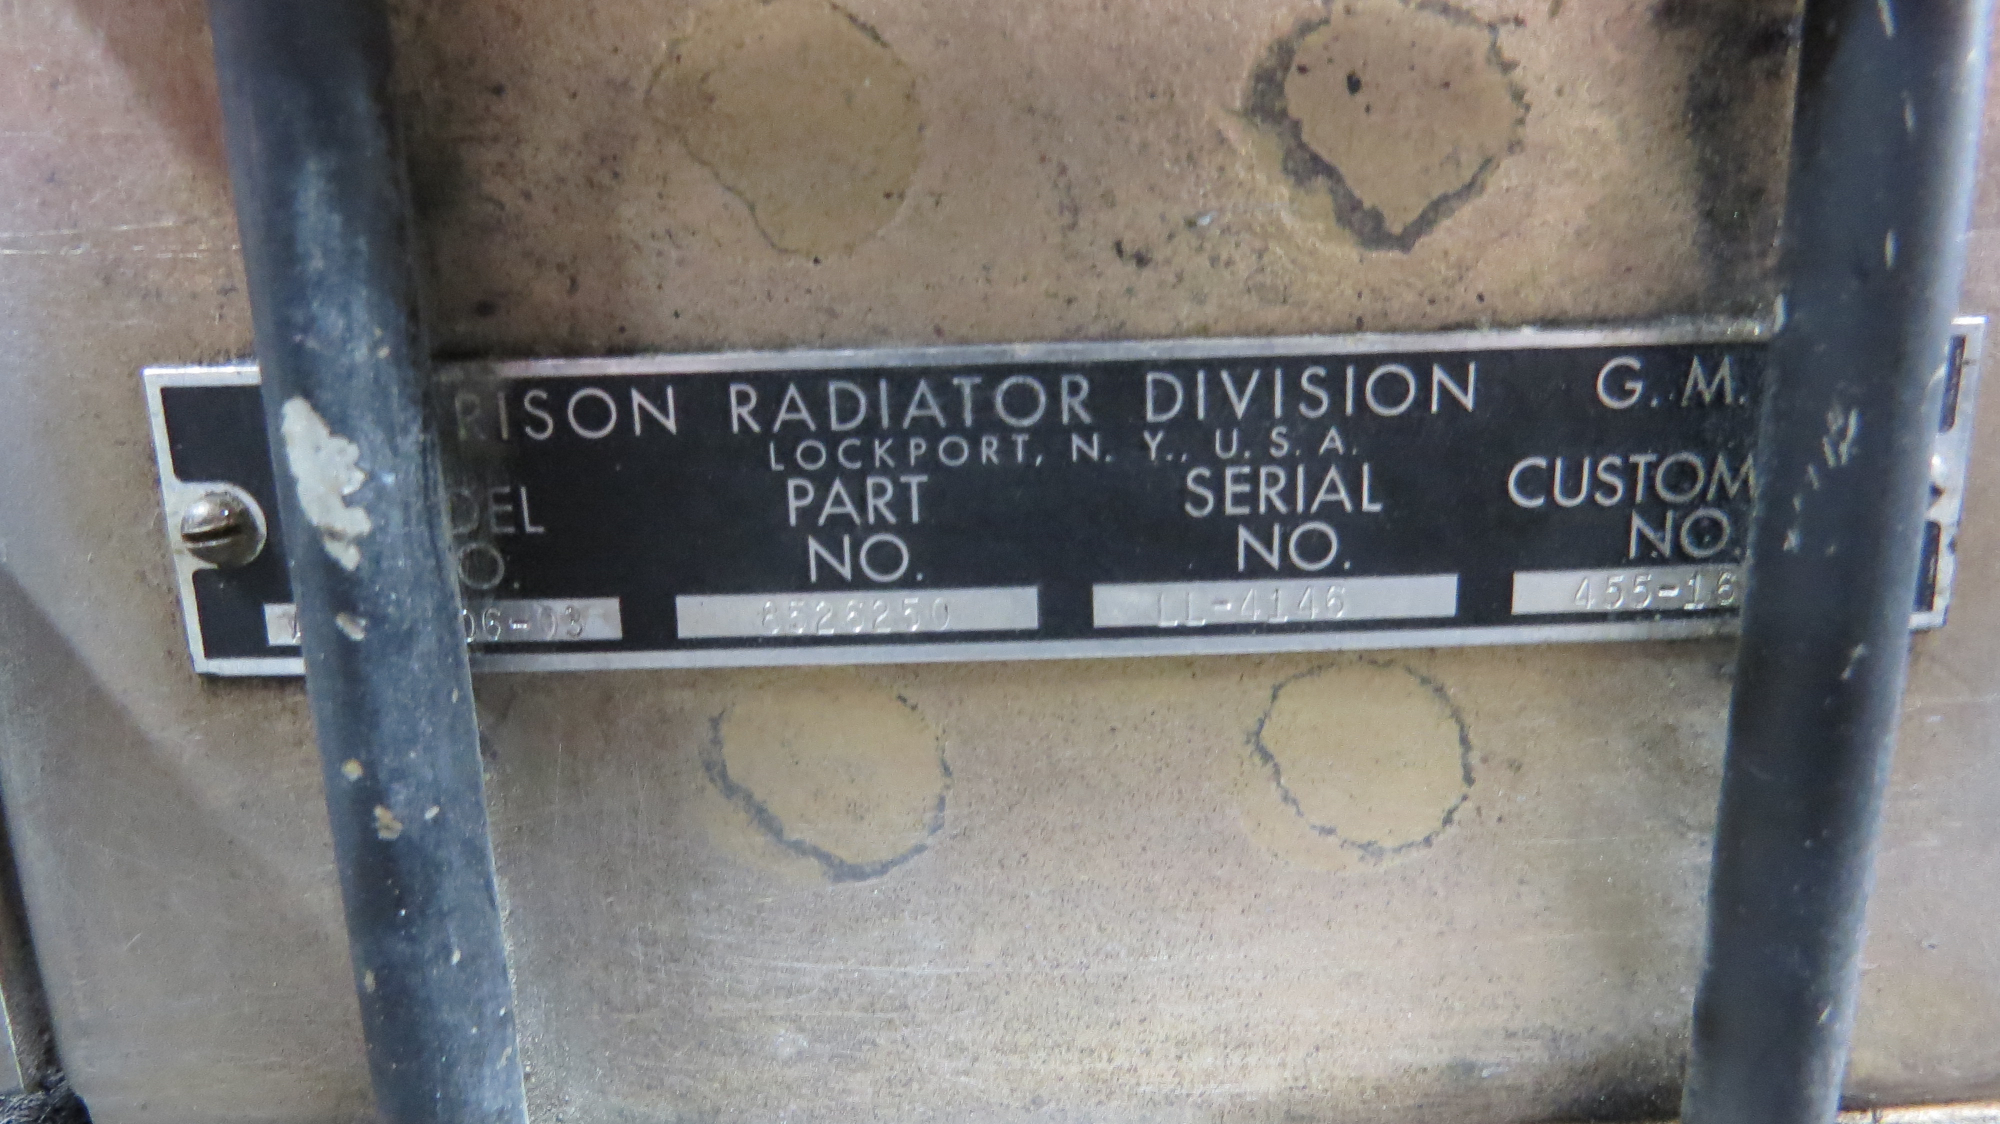 RISON RADIATOR DIVISION G. M.
LOCKPORT, N. Y., U. S. A.
DEL PART SERIAL CUSTOM
O. NO. NO. NO.
06-03 8526250 LL-4146 455-16